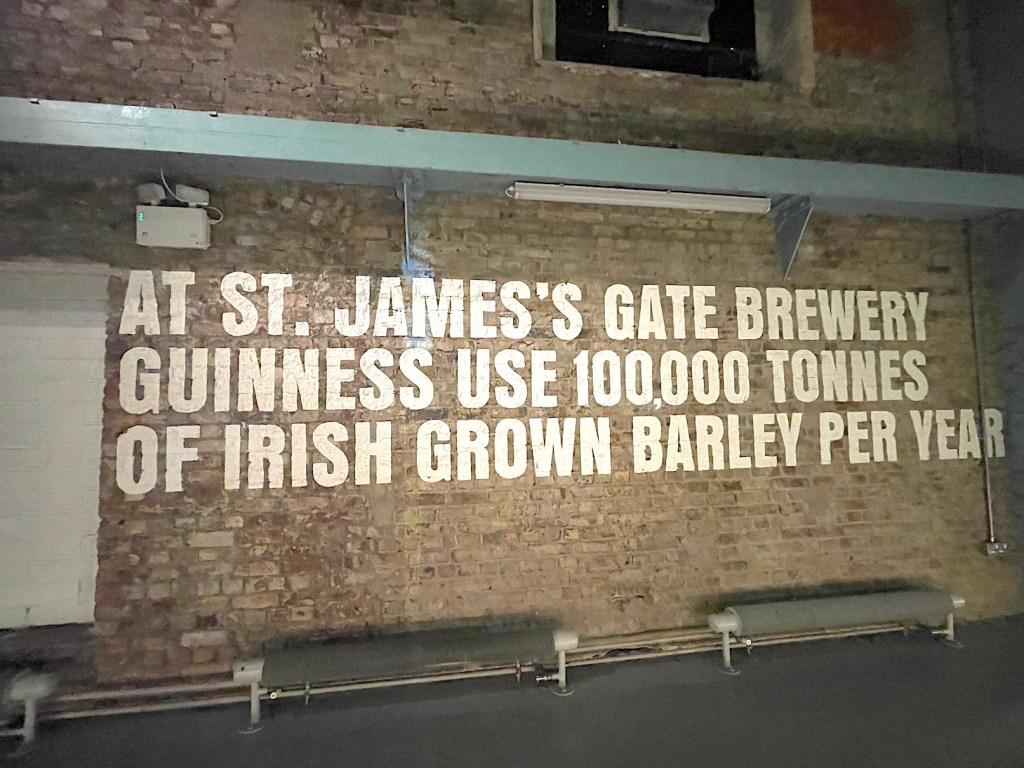 AT ST. JAMES'S GATE BREWERY
GUINNESS USE 100,000 TONNES
OF IRISH GROWN BARLEY PER YEAR